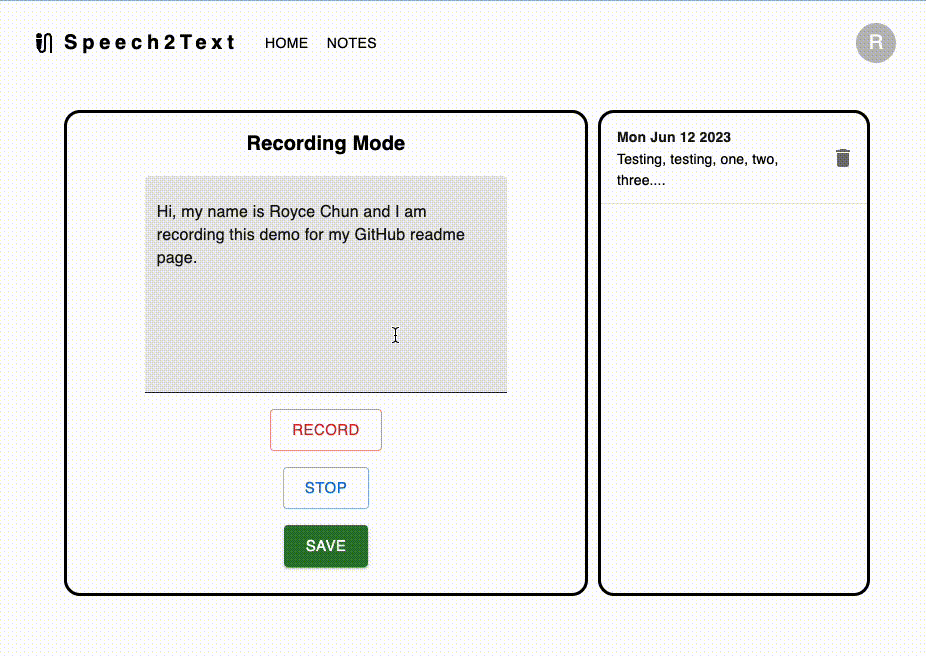 Speech2Text HOME NOTES R
Recording Mode
Hi, my name is Royce Chun and I am
recording this demo for my GitHub readme
page.
RECORD
STOP
SAVE
Mon Jun 12 2023
Testing, testing, one, two,
three....